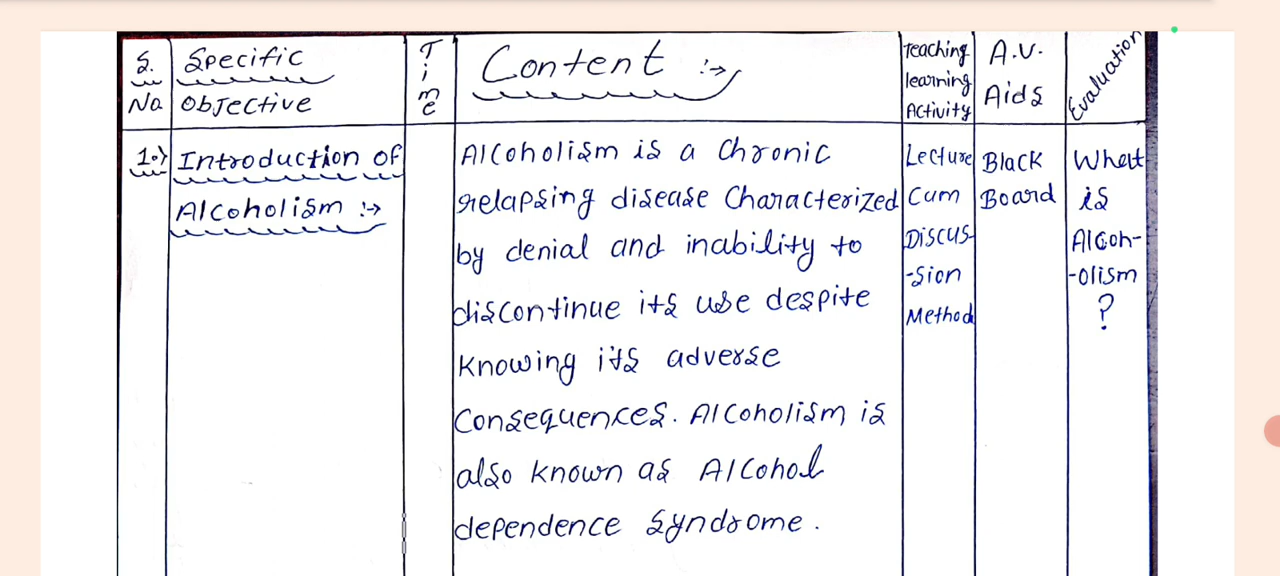 S. No
Specific Objective
Time
Content :→
Teaching learning Activity
A.V. Aids
Evaluation
1.)
Introduction of
Alcoholism :→
Alcoholism is a chronic
relapsing disease characterized
by denial and inability to
discontinue its use despite
knowing its adverse
consequences. Alcoholism is
also known as Alcohol
dependence syndrome.
Lecture
Cum
Discus-
-sion
Method
Black
Board
What
is
Alcoh-
-olism
?